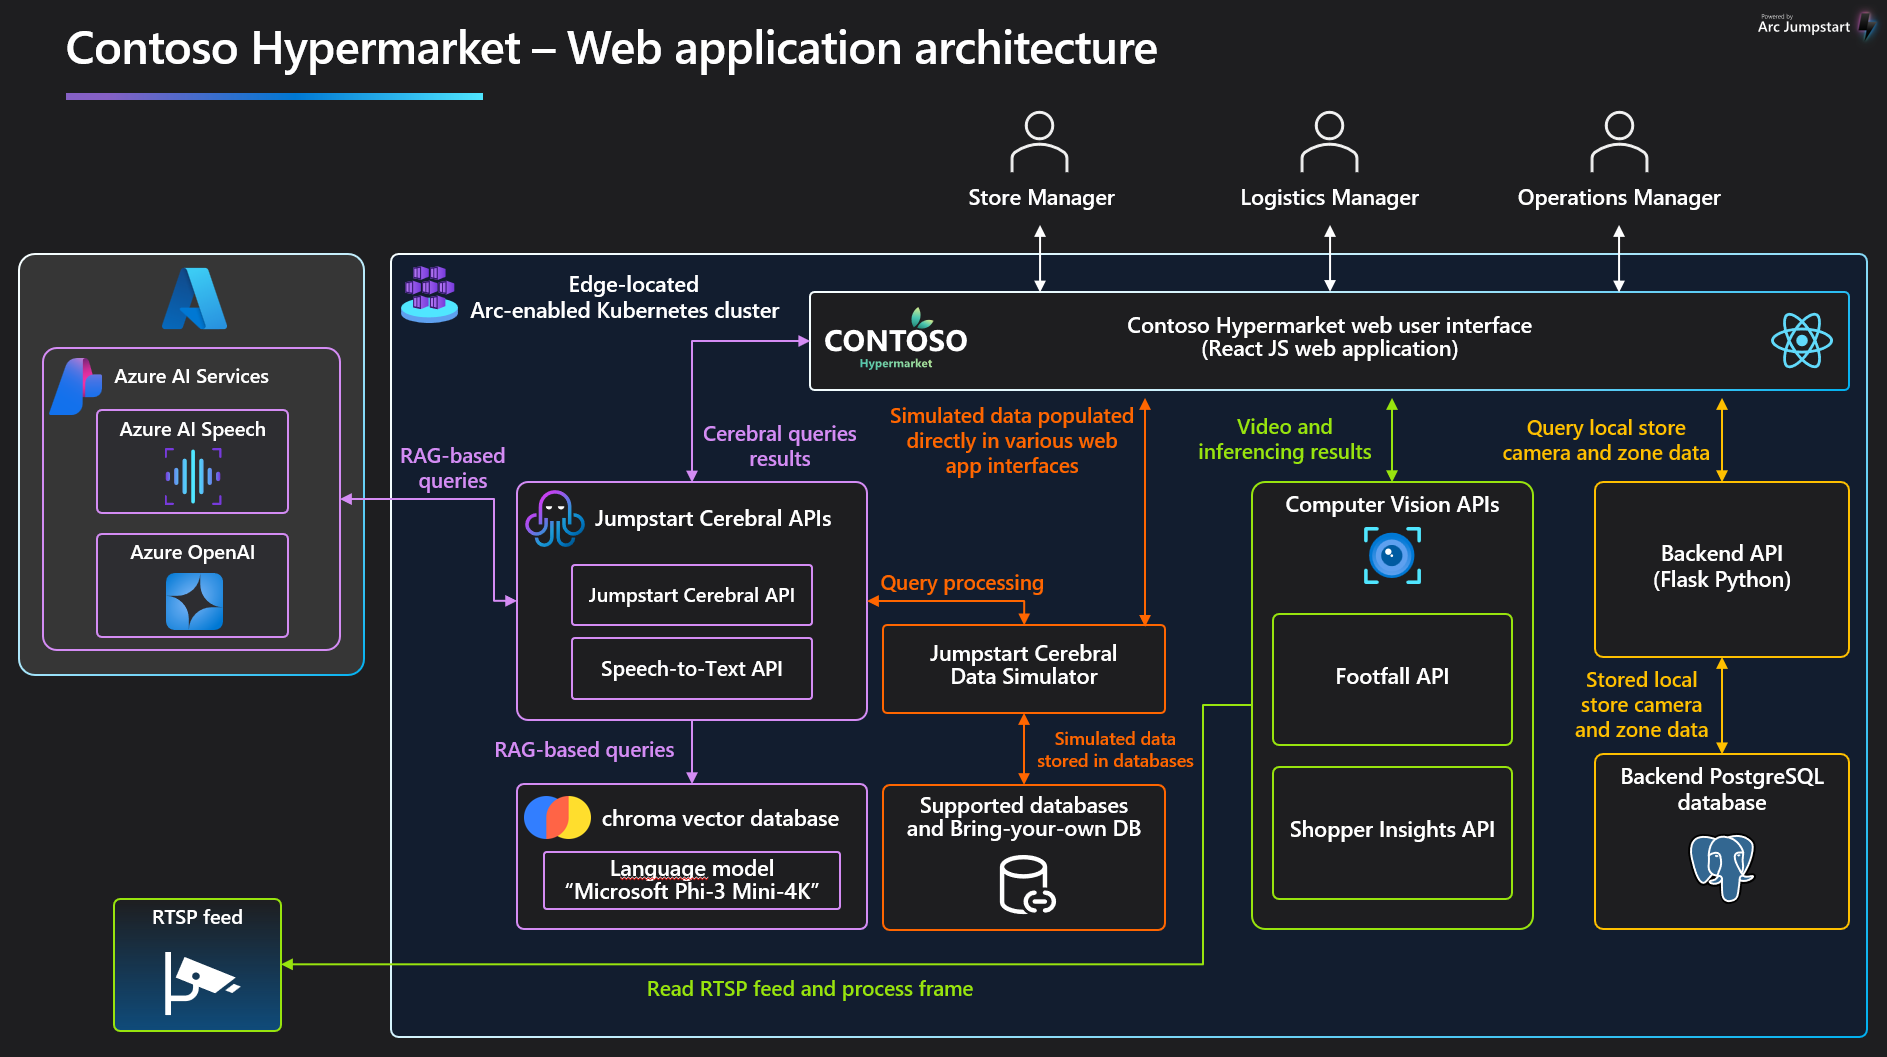 Contoso Hypermarket – Web application architecture
Powered by
Arc Jumpstart
Store Manager
Logistics Manager
Operations Manager
Edge-located
Arc-enabled Kubernetes cluster
CONTOSO
Hypermarket
Contoso Hypermarket web user interface
(React JS web application)
Azure AI Services
Azure AI Speech
Azure OpenAI
RAG-based
queries
Cerebral queries
results
Simulated data populated
directly in various web
app interfaces
Video and
inferencing results
Query local store
camera and zone data
Jumpstart Cerebral APIs
Jumpstart Cerebral API
Speech-to-Text API
Query processing
Jumpstart Cerebral
Data Simulator
Computer Vision APIs
Footfall API
Shopper Insights API
Backend API
(Flask Python)
Stored local
store camera
and zone data
RAG-based queries
Simulated data
stored in databases
chroma vector database
Language model
“Microsoft Phi-3 Mini-4K”
Supported databases
and Bring-your-own DB
Backend PostgreSQL
database
RTSP feed
Read RTSP feed and process frame